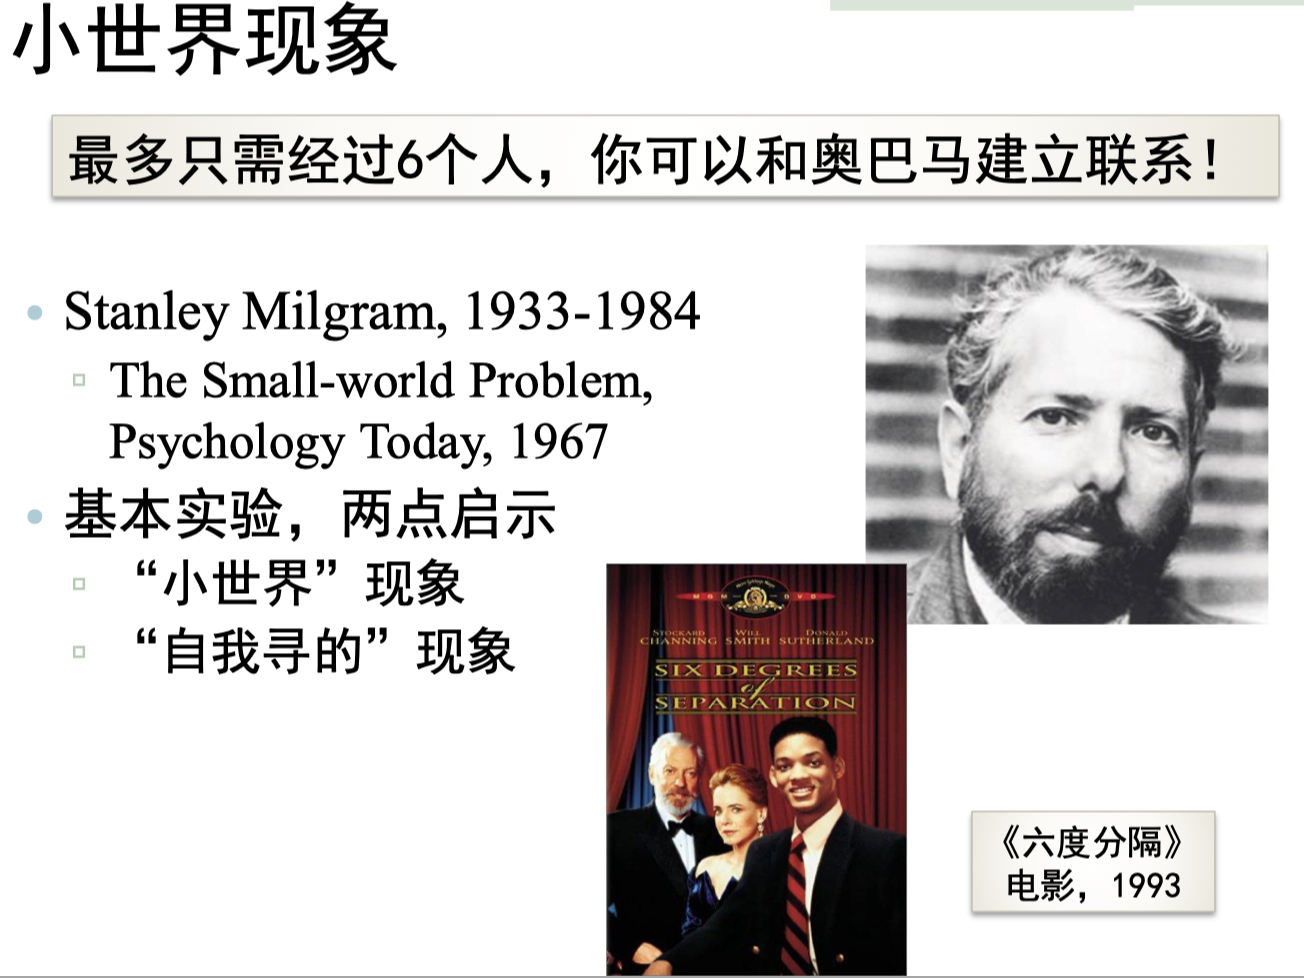 小世界现象
最多只需经过6个人，你可以和奥巴马建立联系！
Stanley Milgram, 1933-1984
The Small-world Problem,
Psychology Today, 1967
基本实验，两点启示
“小世界”现象
“自我寻的”现象
MGM DVD
STOCKARD CHANNING WILL SMITH DONALD SUTHERLAND
SIX DEGREES
of
SEPARATION
《六度分隔》
电影，1993